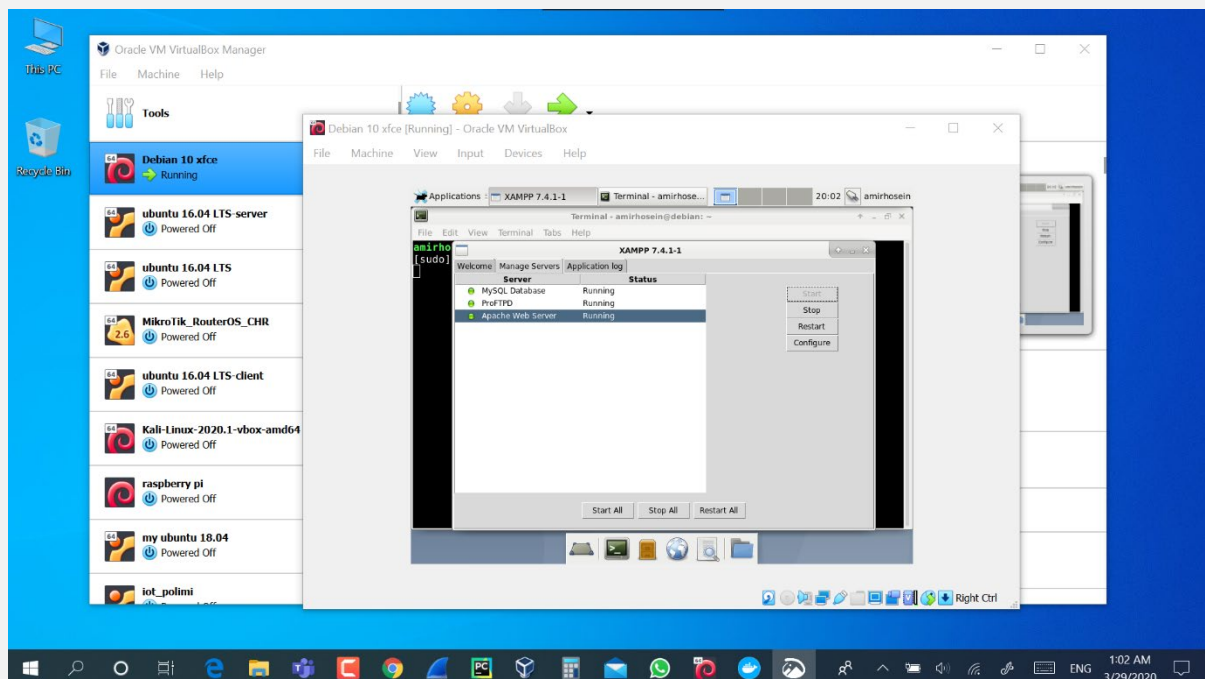 This PC
Recycle Bin
Oracle VM VirtualBox Manager
File Machine Help
Tools
Debian 10 xfce
Running
ubuntu 16.04 LTS-server
Powered Off
ubuntu 16.04 LTS
Powered Off
MikroTik_RouterOS_CHR
Powered Off
ubuntu 16.04 LTS-client
Powered Off
Kali-Linux-2020.1-vbox-amd64
Powered Off
raspberry pi
Powered Off
my ubuntu 18.04
Powered Off
iot_polimi
64
2.6
Debian 10 xfce [Running] - Oracle VM VirtualBox
File Machine View Input Devices Help
Applications : XAMPP 7.4.1-1 Terminal - amirhose... 20:02 amirhosein
Terminal - amirhosein@debian: ~
File Edit View Terminal Tabs Help
amirho
[sudo]
XAMPP 7.4.1-1
Welcome Manage Servers Application log
Server Status
MySQL Database Running
ProFTPD Running
Apache Web Server Running
Start
Stop
Restart
Configure
Start All Stop All Restart All
Right Ctrl
ENG
1:02 AM
3/29/2020